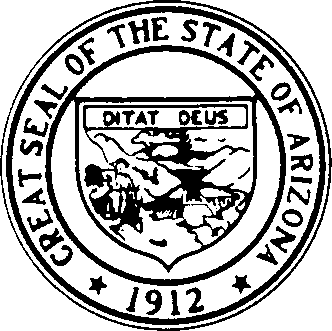 GREAT SEAL OF THE STATE OF ARIZONA
DITAT DEUS
1912